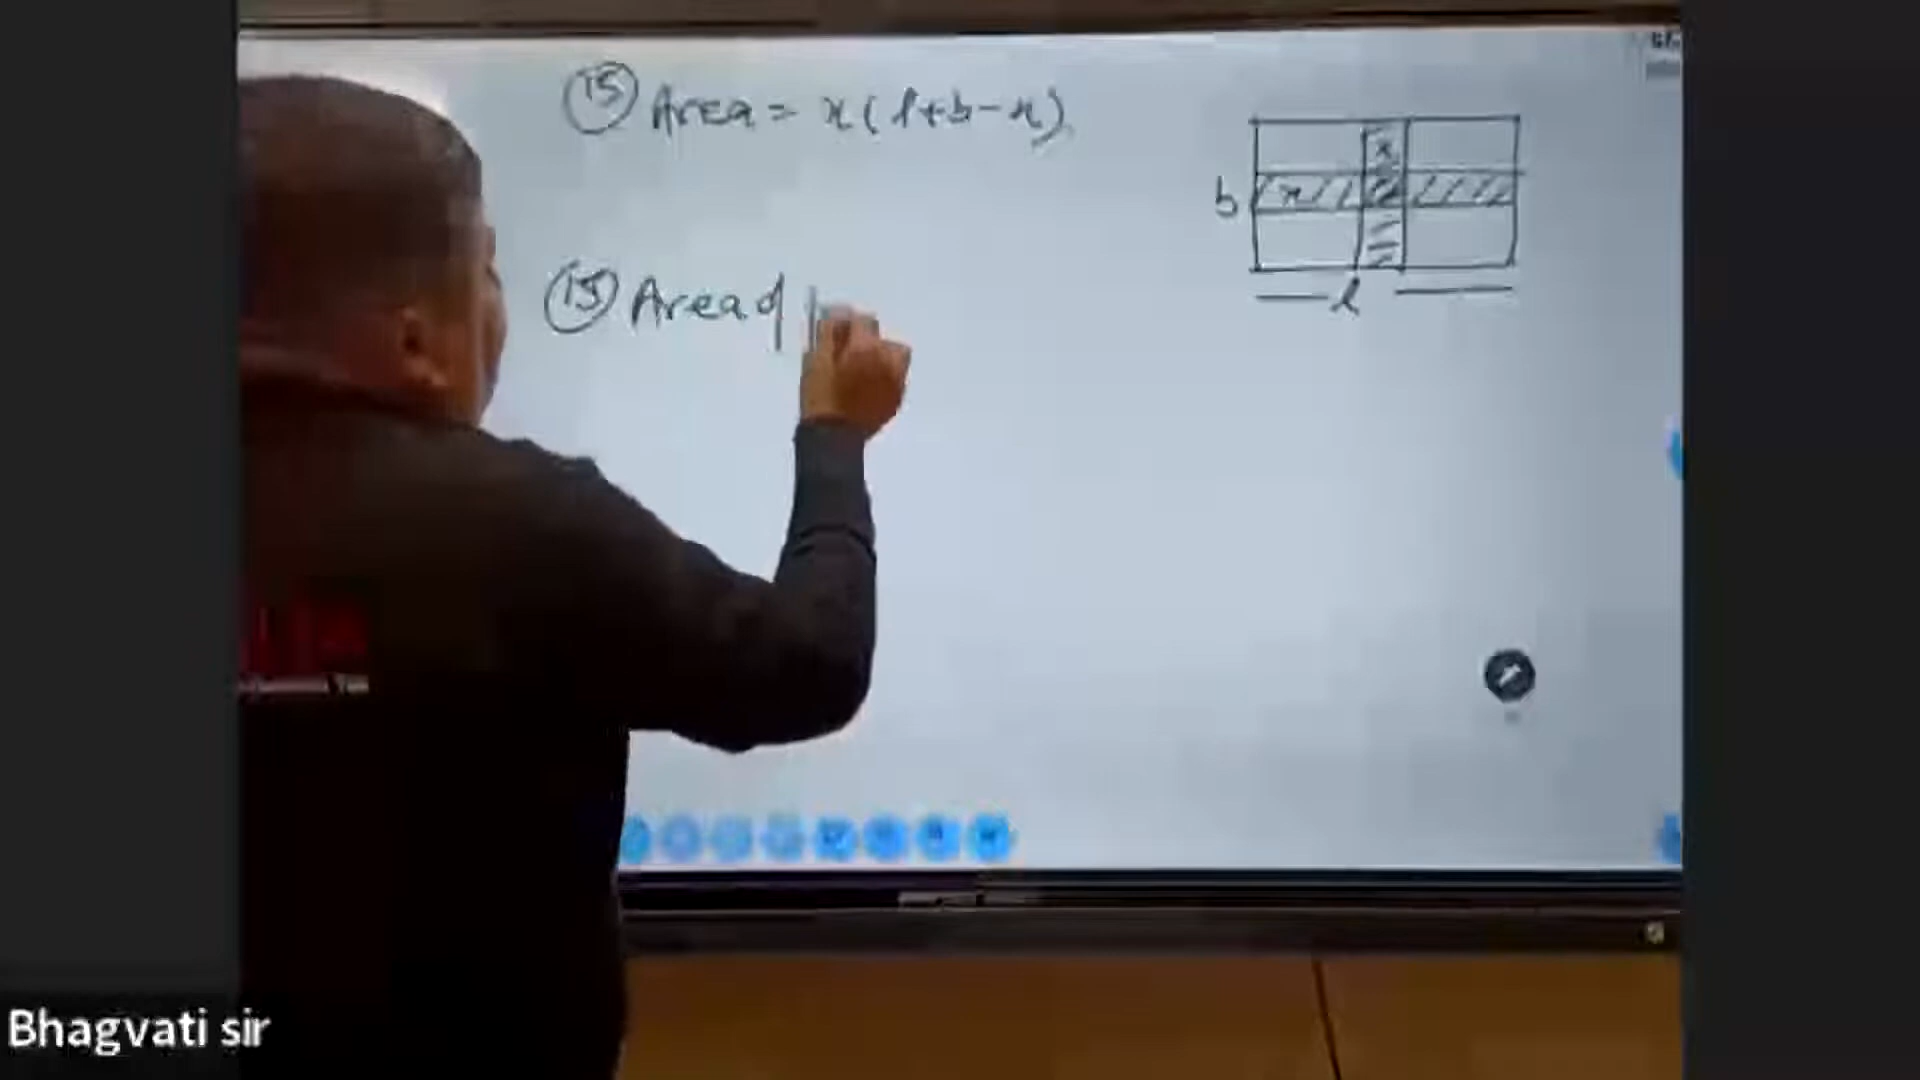 (15) Area = x(l+b-x)
x
b x
l
(15) Area of
Bhagvati sir